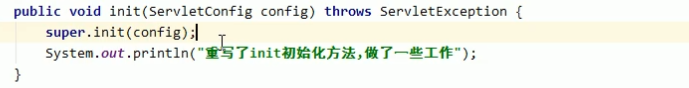 public void init(ServletConfig config) throws ServletException {
super.init(config);
System.out.println("重写了init初始化方法,做了一些工作");
}